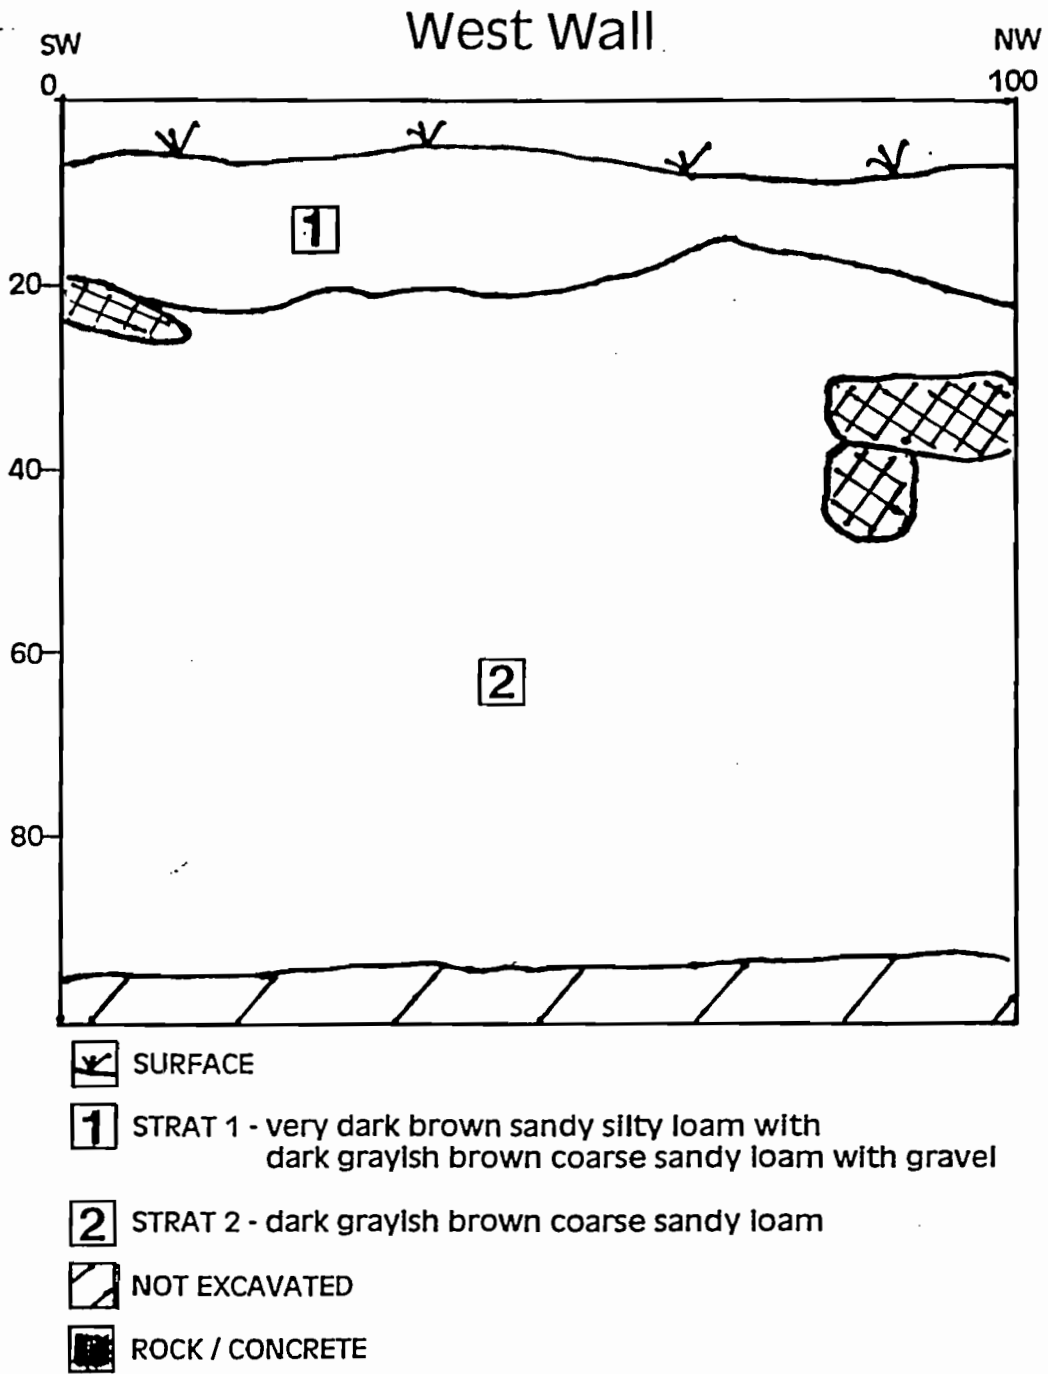 West Wall
SW
NW
0
100
1
20
40
60
2
80
SURFACE
1 STRAT 1 - very dark brown sandy silty loam with
dark grayish brown coarse sandy loam with gravel
2 STRAT 2 - dark grayish brown coarse sandy loam
NOT EXCAVATED
ROCK / CONCRETE